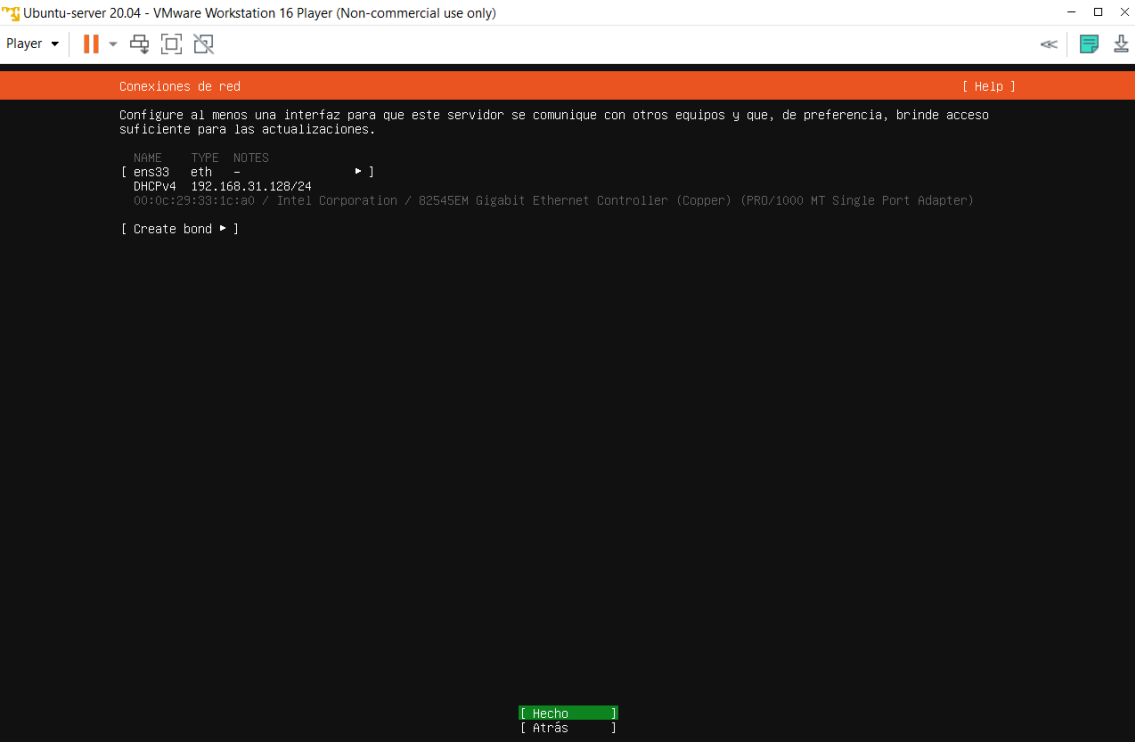 Ubuntu-server 20.04 - VMware Workstation 16 Player (Non-commercial use only)
Player
Conexiones de red [ Help ]
Configure al menos una interfaz para que este servidor se comunique con otros equipos y que, de preferencia, brinde acceso
suficiente para las actualizaciones.
NAME TYPE NOTES
[ ens33 eth – ▸ ]
DHCPv4 192.168.31.128/24
00:0c:29:33:1c:a0 / Intel Corporation / 82545EM Gigabit Ethernet Controller (Copper) (PRO/1000 MT Single Port Adapter)
[ Create bond ▸ ]
[ Hecho ]
[ Atrás ]